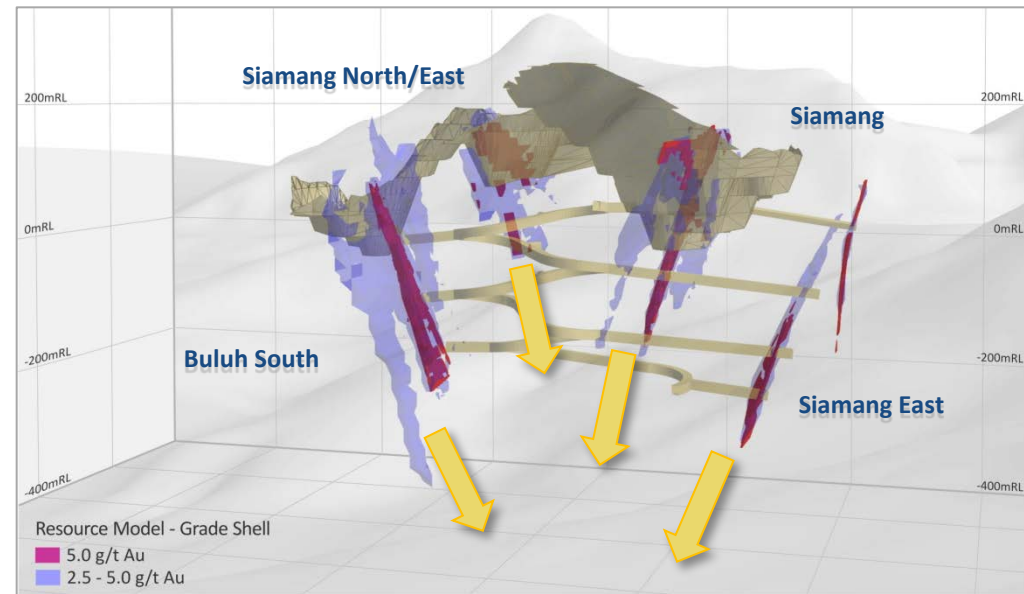 Siamang North/East
200mRL
200mRL
Siamang
0mRL
0mRL
-200mRL
-200mRL
Buluh South
Siamang East
-400mRL
-400mRL
Resource Model - Grade Shell
5.0 g/t Au
2.5 - 5.0 g/t Au